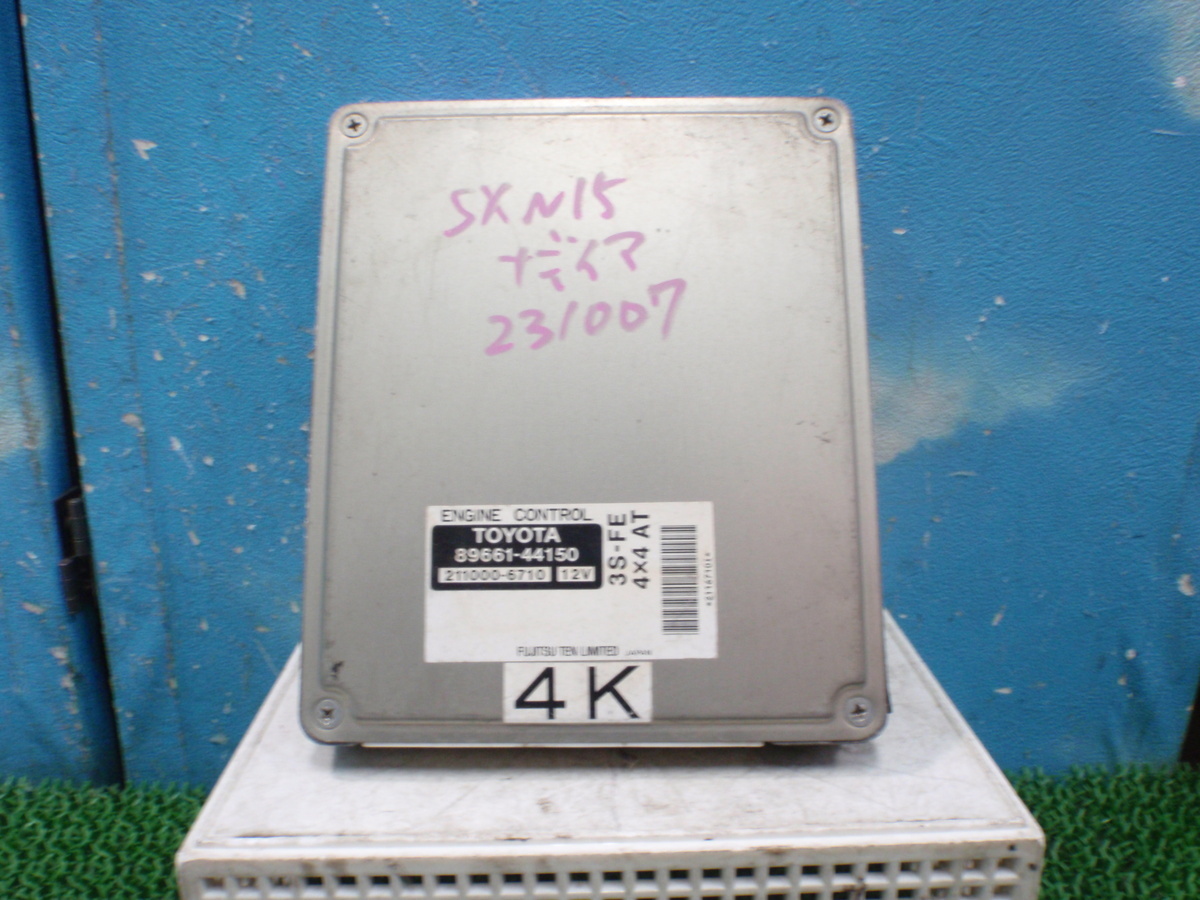 SXN15
ナディア
231007
ENGINE CONTROL
TOYOTA
89661-44150
211000-6710 12V
3S-FE
4×4 AT
FUJITSU TEN LIMITED JAPAN
4K